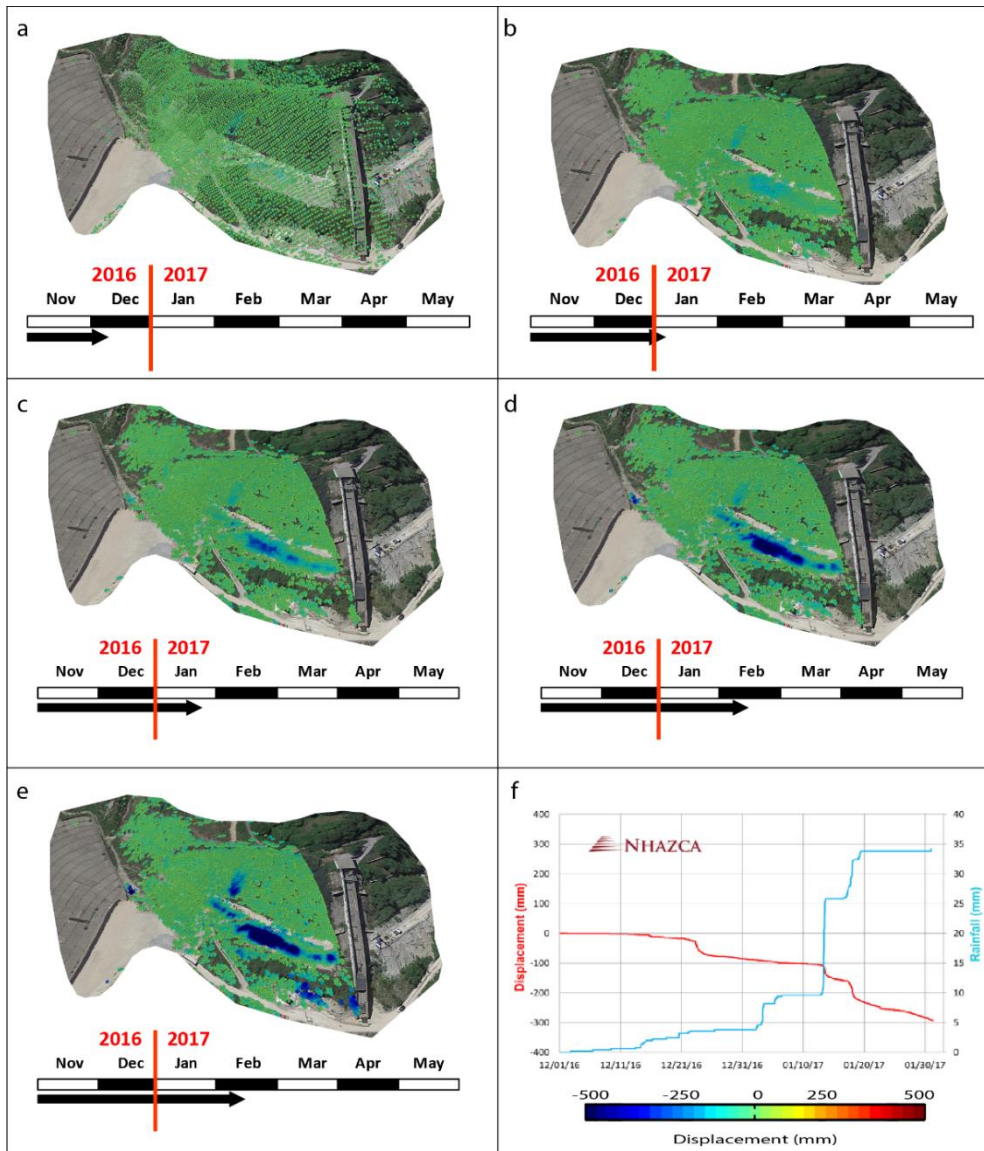 a
2016 2017
Nov Dec Jan Feb Mar Apr May
b
2016 2017
Nov Dec Jan Feb Mar Apr May
c
2016 2017
Nov Dec Jan Feb Mar Apr May
d
2016 2017
Nov Dec Jan Feb Mar Apr May
e
2016 2017
Nov Dec Jan Feb Mar Apr May
f
NHAZCA
400 40
300 35
200 30
100 25
0 20
-100 15
-200 10
-300 5
-400 0
Displacement (mm)
Rainfall (mm)
12/01/16 12/11/16 12/21/16 12/31/16 01/10/17 01/20/17 01/30/17
-500 -250 0 250 500
Displacement (mm)